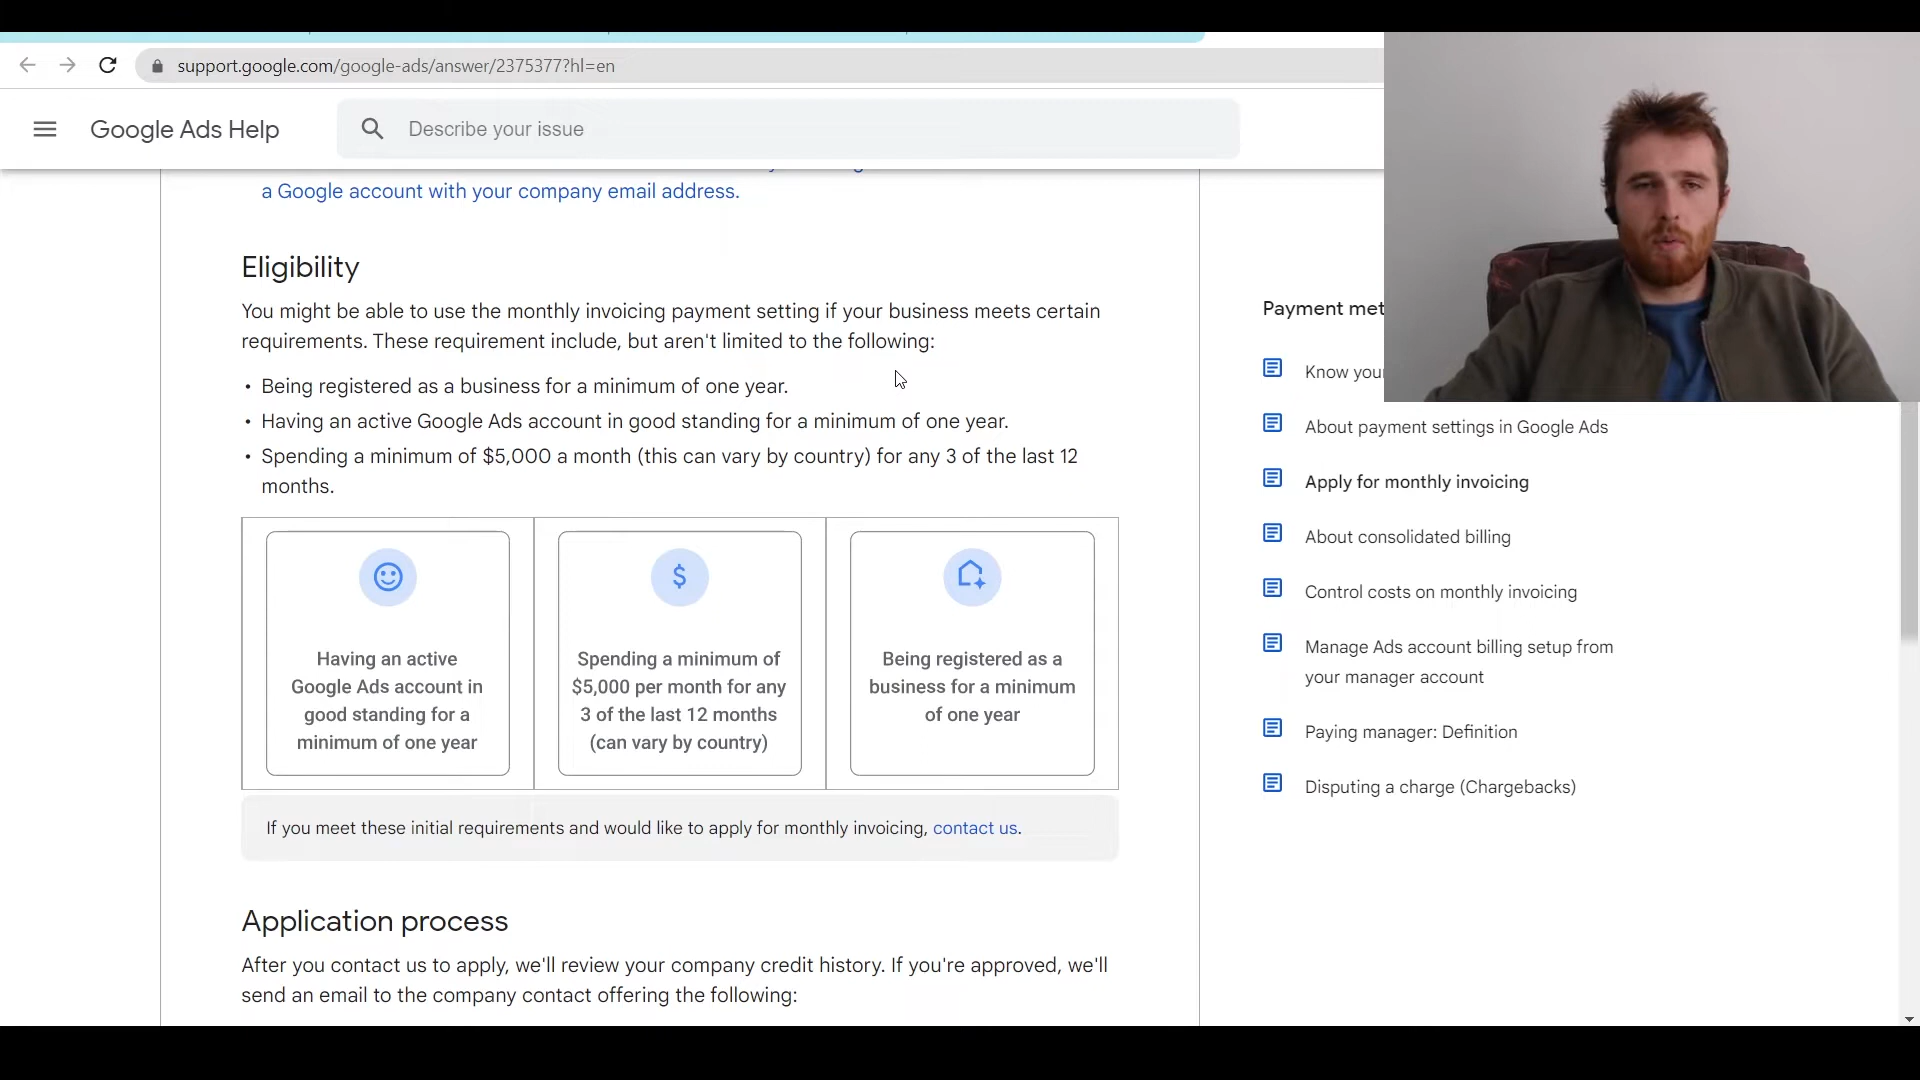 support.google.com/google-ads/answer/2375377?hl=en
Google Ads Help
Describe your issue
a Google account with your company email address.
Eligibility
You might be able to use the monthly invoicing payment setting if your business meets certain
requirements. These requirement include, but aren't limited to the following:
• Being registered as a business for a minimum of one year.
• Having an active Google Ads account in good standing for a minimum of one year.
• Spending a minimum of $5,000 a month (this can vary by country) for any 3 of the last 12
months.
Having an active
Google Ads account in
good standing for a
minimum of one year
$
Spending a minimum of
$5,000 per month for any
3 of the last 12 months
(can vary by country)
Being registered as a
business for a minimum
of one year
If you meet these initial requirements and would like to apply for monthly invoicing, contact us.
Application process
After you contact us to apply, we'll review your company credit history. If you're approved, we'll
send an email to the company contact offering the following:
Payment met
Know your
About payment settings in Google Ads
Apply for monthly invoicing
About consolidated billing
Control costs on monthly invoicing
Manage Ads account billing setup from
your manager account
Paying manager: Definition
Disputing a charge (Chargebacks)